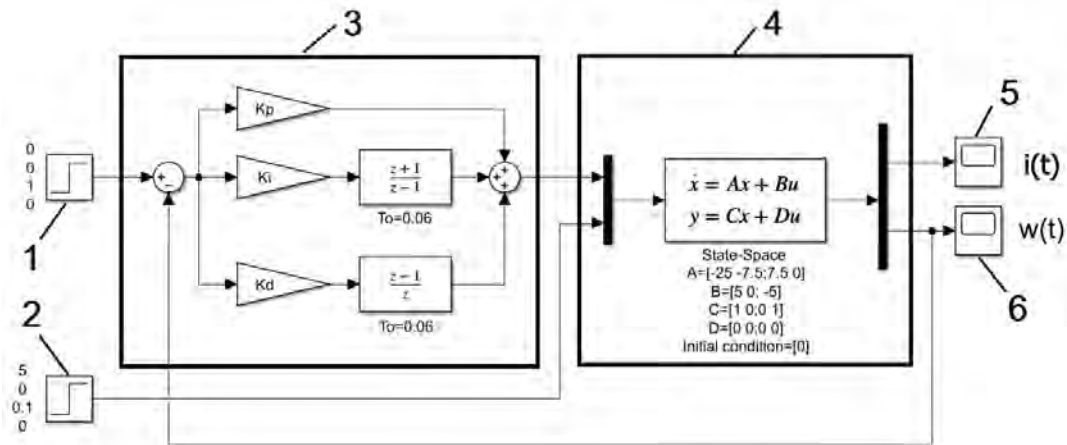 3
4
5
i(t)
w(t)
6
0
0
1
0
1
2
5
0
0.1
0
+
-
Kp
Ki
z+1
z−1
To=0.06
Kd
z−1
z
To=0.06
+
+
+
ẋ = Ax + Bu
y = Cx + Du
State-Space
A=[-25 -7.5;7.5 0]
B=[5 0; -5]
C=[1 0;0 1]
D=[0 0;0 0]
Initial condition=[0]